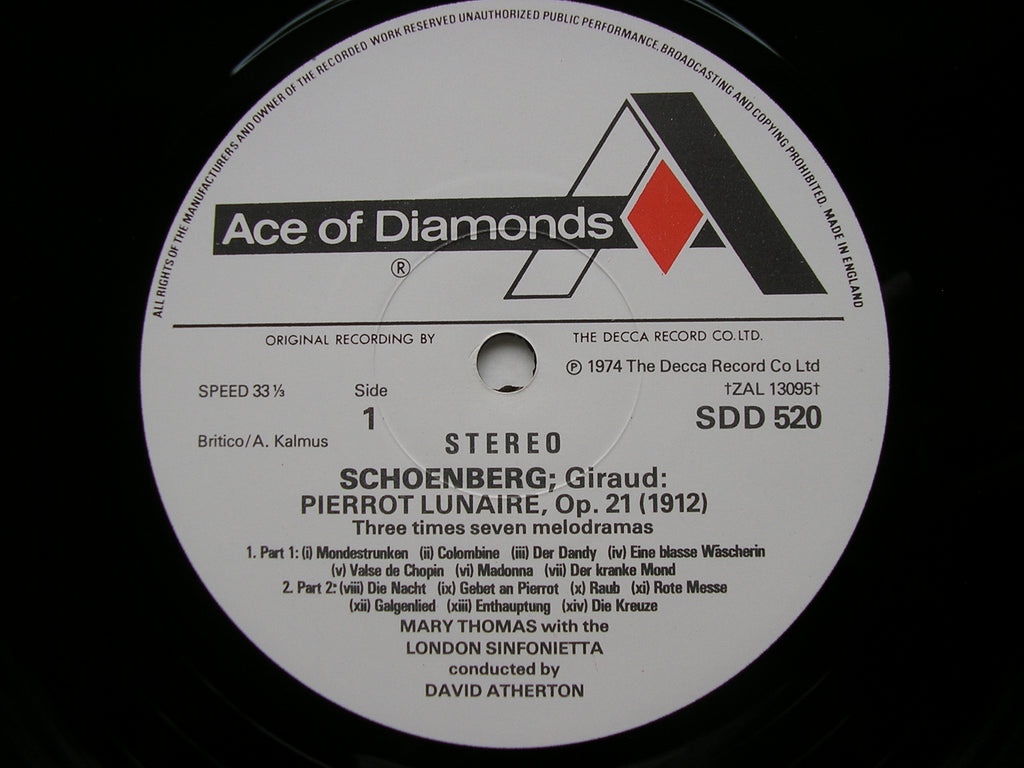 ALL RIGHTS OF THE MANUFACTURERS AND OWNER OF THE RECORDED WORK RESERVED UNAUTHORIZED PUBLIC PERFORMANCE, BROADCASTING AND COPYING PROHIBITED. MADE IN ENGLAND
Ace of Diamonds
®
ORIGINAL RECORDING BY THE DECCA RECORD CO. LTD.
℗ 1974 The Decca Record Co Ltd
SPEED 33 ⅓ Side †ZAL 13095†
1 SDD 520
Britico/A. Kalmus
STEREO
SCHOENBERG; Giraud:
PIERROT LUNAIRE, Op. 21 (1912)
Three times seven melodramas
1. Part 1: (i) Mondestrunken (ii) Colombine (iii) Der Dandy (iv) Eine blasse Wäscherin
(v) Valse de Chopin (vi) Madonna (vii) Der kranke Mond
2. Part 2: (viii) Die Nacht (ix) Gebet an Pierrot (x) Raub (xi) Rote Messe
(xii) Galgenlied (xiii) Enthauptung (xiv) Die Kreuze
MARY THOMAS with the
LONDON SINFONIETTA
conducted by
DAVID ATHERTON